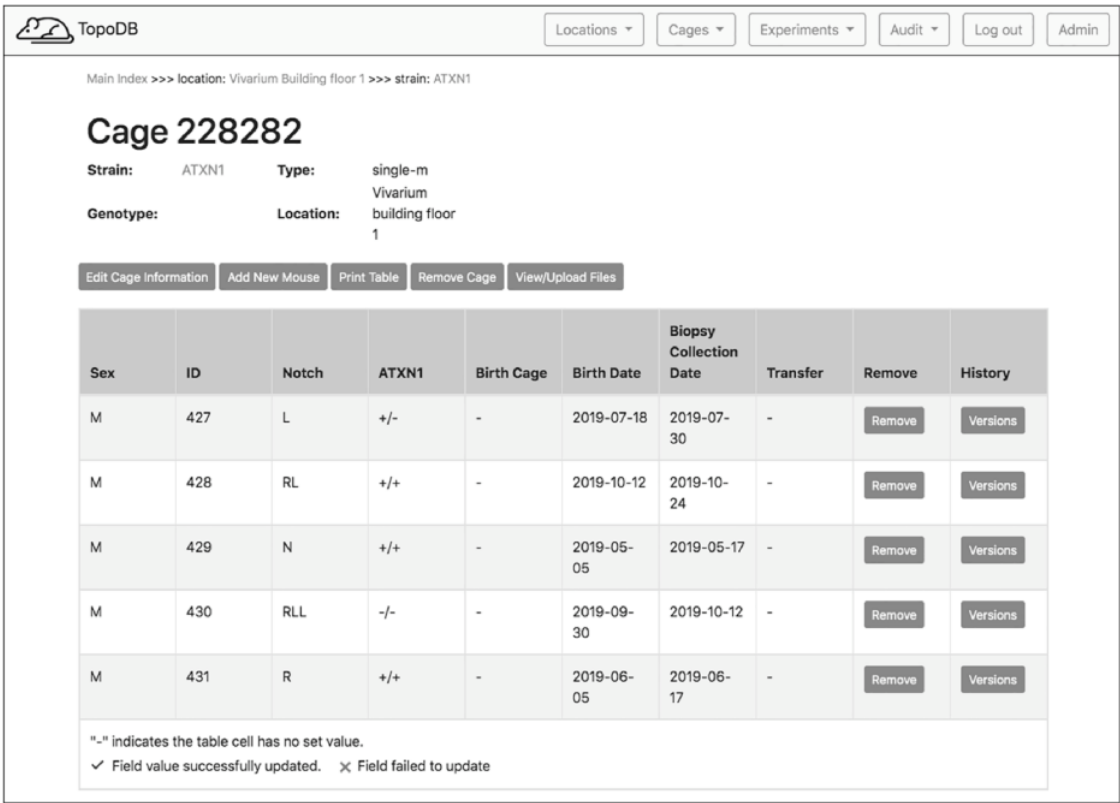 TopoDB Locations Cages Experiments Audit Log out Admin
Main Index >>> location: Vivarium Building floor 1 >>> strain: ATXN1
Cage 228282
Strain: ATXN1 Type: single-m
Genotype: Location: Vivarium
building floor
1
Edit Cage Information Add New Mouse Print Table Remove Cage View/Upload Files
Sex ID Notch ATXN1 Birth Cage Birth Date Biopsy Collection Date Transfer Remove History
M 427 L +/- - 2019-07-18 2019-07-
30 - Remove Versions
M 428 RL +/+ - 2019-10-12 2019-10-
24 - Remove Versions
M 429 N +/+ - 2019-05-
05 2019-05-17 - Remove Versions
M 430 RLL -/- - 2019-09-
30 2019-10-12 - Remove Versions
M 431 R +/+ - 2019-06-
05 2019-06-
17 - Remove Versions
"-" indicates the table cell has no set value.
✓ Field value successfully updated. × Field failed to update